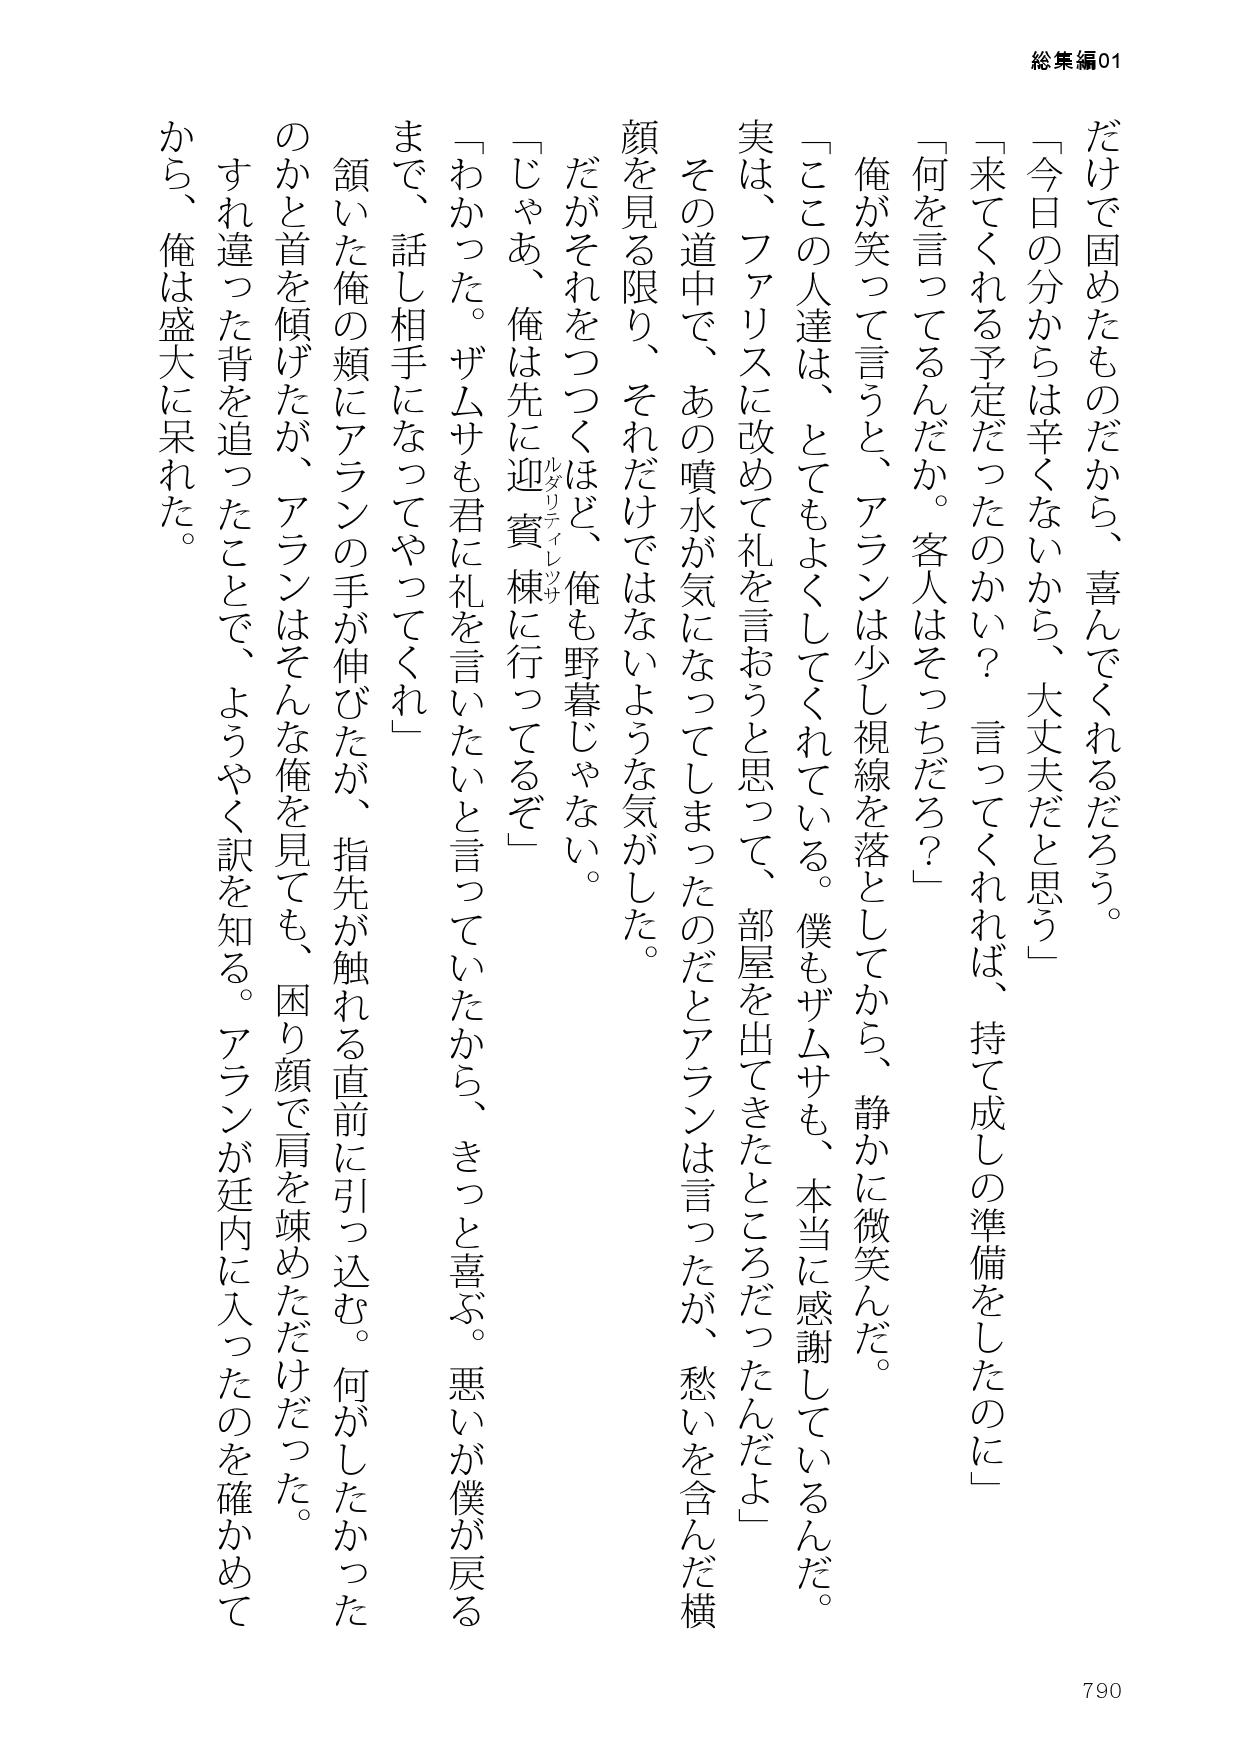 総集編01
だけで固めたものだから、喜んでくれるだろう。
「今日の分からは辛くないから、大丈夫だと思う」
「来てくれる予定だったのかい？　言ってくれれば、持て成しの準備をしたのに」
「何を言ってるんだか。客人はそっちだろ？」
　俺が笑って言うと、アランは少し視線を落としてから、静かに微笑んだ。
「ここの人達は、とてもよくしてくれている。僕もザムサも、本当に感謝しているんだ。
実は、ファリスに改めて礼を言おうと思って、部屋を出てきたところだったんだよ」
　その道中で、あの噴水が気になってしまったのだとアランは言ったが、愁いを含んだ横
顔を見る限り、それだけではないような気がした。
　だがそれをつつくほど、俺も野暮じゃない。
ルダリティレッサ
「じゃあ、俺は先に迎賓棟に行ってるぞ」
「わかった。ザムサも君に礼を言いたいと言っていたから、きっと喜ぶ。悪いが僕が戻る
まで、話し相手になってやってくれ」
　頷いた俺の頬にアランの手が伸びたが、指先が触れる直前に引っ込む。何がしたかった
のかと首を傾げたが、アランはそんな俺を見ても、困り顔で肩を竦めただけだった。
　すれ違った背を追ったことで、ようやく訳を知る。アランが廷内に入ったのを確かめて
から、俺は盛大に呆れた。
790